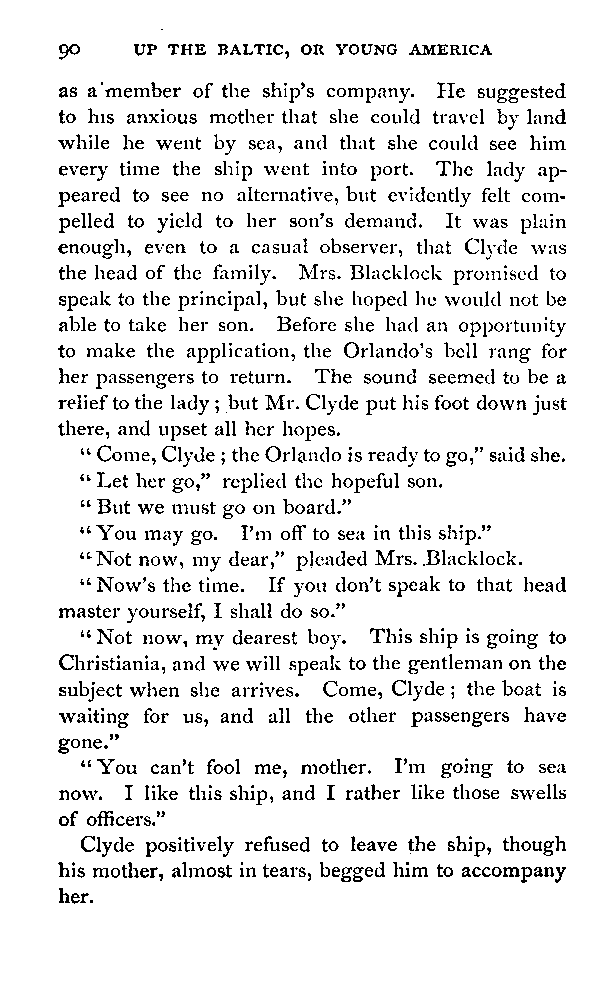 90 UP THE BALTIC, OR YOUNG AMERICA
as a member of the ship's company. He suggested
to his anxious mother that she could travel by land
while he went by sea, and that she could see him
every time the ship went into port. The lady ap-
peared to see no alternative, but evidently felt com-
pelled to yield to her son's demand. It was plain
enough, even to a casual observer, that Clyde was
the head of the family. Mrs. Blacklock promised to
speak to the principal, but she hoped he would not be
able to take her son. Before she had an opportunity
to make the application, the Orlando's bell rang for
her passengers to return. The sound seemed to be a
relief to the lady; but Mr. Clyde put his foot down just
there, and upset all her hopes.
"Come, Clyde; the Orlando is ready to go," said she.
"Let her go," replied the hopeful son.
"But we must go on board."
"You may go. I'm off to sea in this ship."
"Not now, my dear," pleaded Mrs. Blacklock.
"Now's the time. If you don't speak to that head
master yourself, I shall do so."
"Not now, my dearest boy. This ship is going to
Christiania, and we will speak to the gentleman on the
subject when she arrives. Come, Clyde; the boat is
waiting for us, and all the other passengers have
gone."
"You can't fool me, mother. I'm going to sea
now. I like this ship, and I rather like those swells
of officers."
Clyde positively refused to leave the ship, though
his mother, almost in tears, begged him to accompany
her.